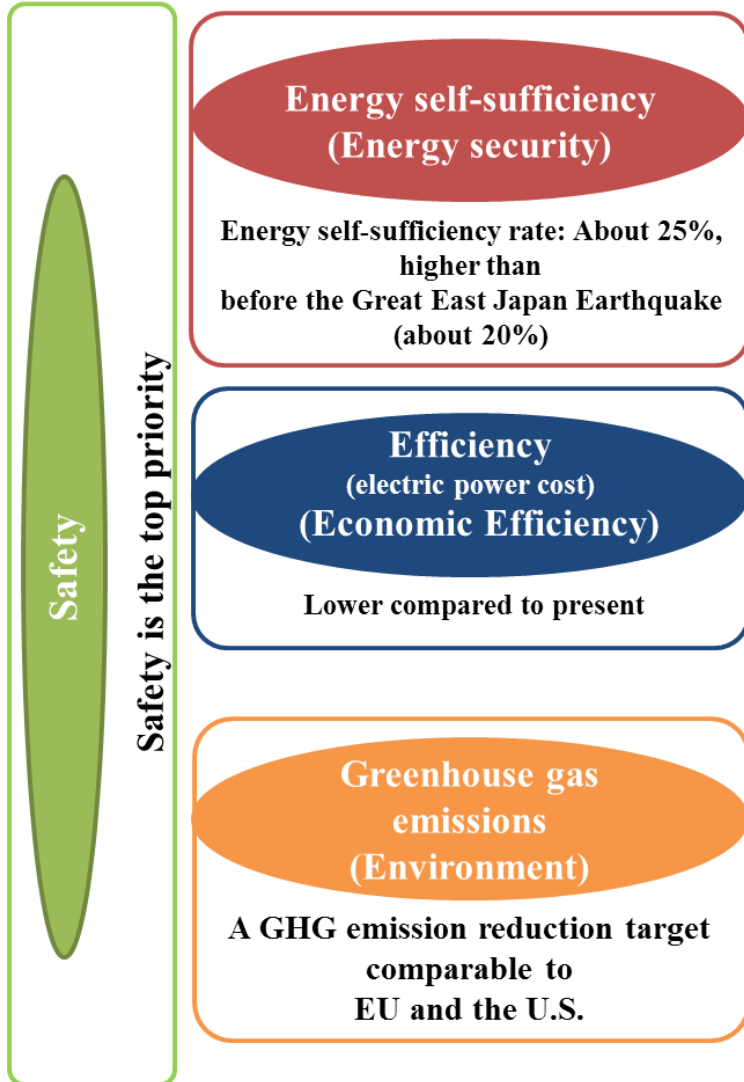 Safety
Safety is the top priority
Energy self-sufficiency
(Energy security)
Energy self-sufficiency rate: About 25%,
higher than
before the Great East Japan Earthquake
(about 20%)
Efficiency
(electric power cost)
(Economic Efficiency)
Lower compared to present
Greenhouse gas
emissions
(Environment)
A GHG emission reduction target
comparable to
EU and the U.S.